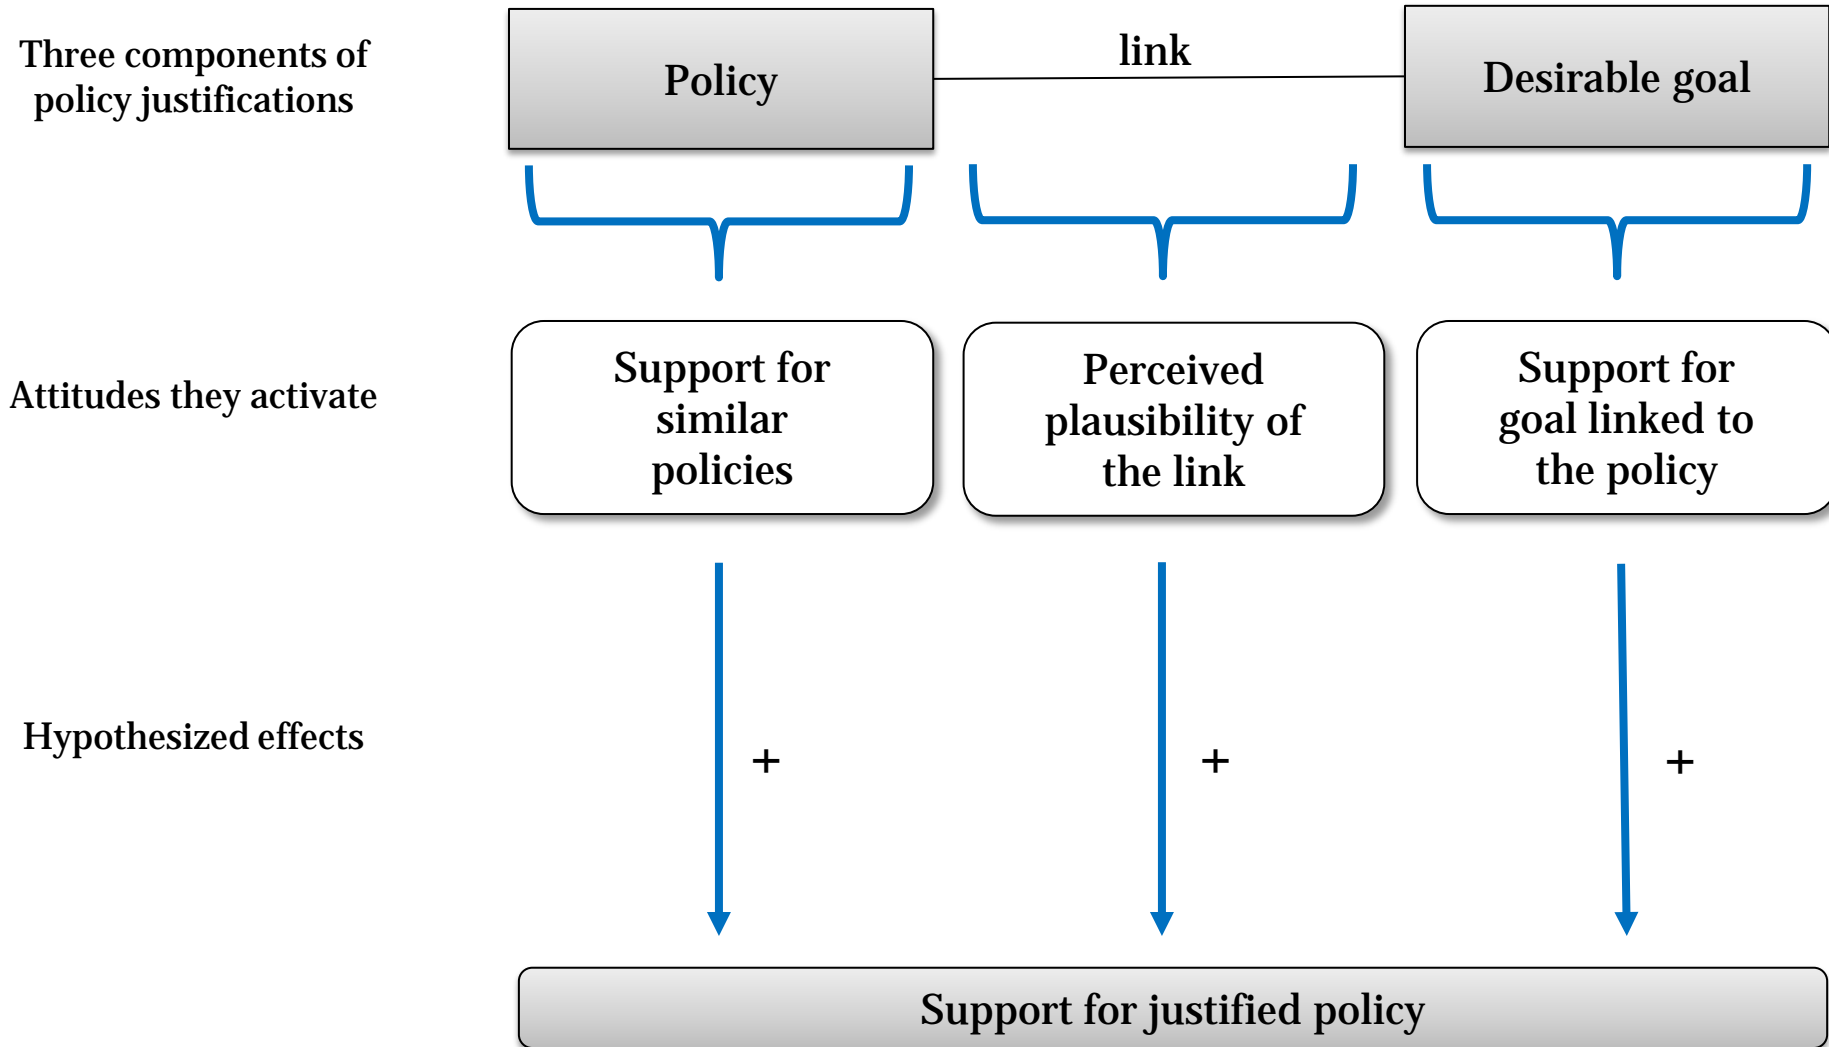 Three components of
policy justifications
Policy
link
Desirable goal
Attitudes they activate
Support for
similar
policies
Perceived
plausibility of
the link
Support for
goal linked to
the policy
Hypothesized effects
+
+
+
Support for justified policy